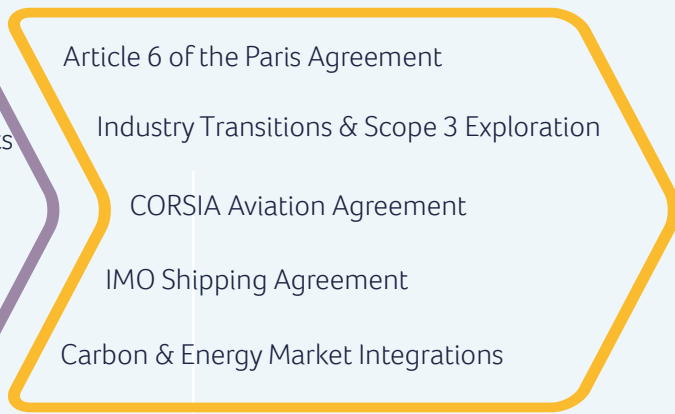 Article 6 of the Paris Agreement
Industry Transitions & Scope 3 Exploration
CORSIA Aviation Agreement
IMO Shipping Agreement
Carbon & Energy Market Integrations